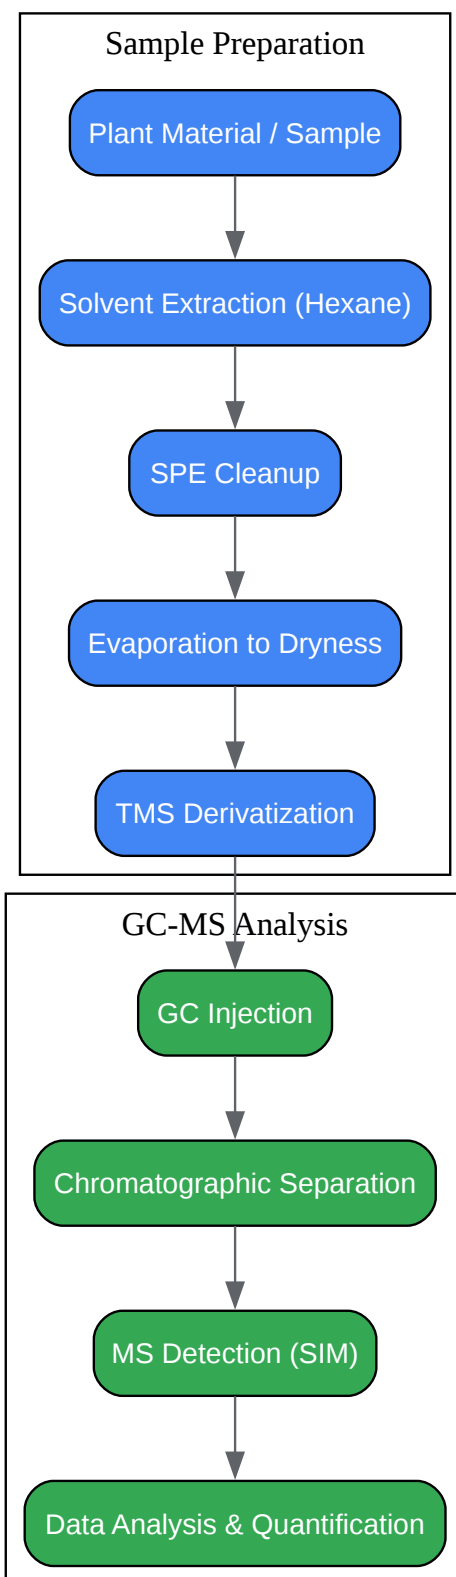 Sample Preparation
Plant Material / Sample
Solvent Extraction (Hexane)
SPE Cleanup
Evaporation to Dryness
TMS Derivatization
GC-MS Analysis
GC Injection
Chromatographic Separation
MS Detection (SIM)
Data Analysis & Quantification